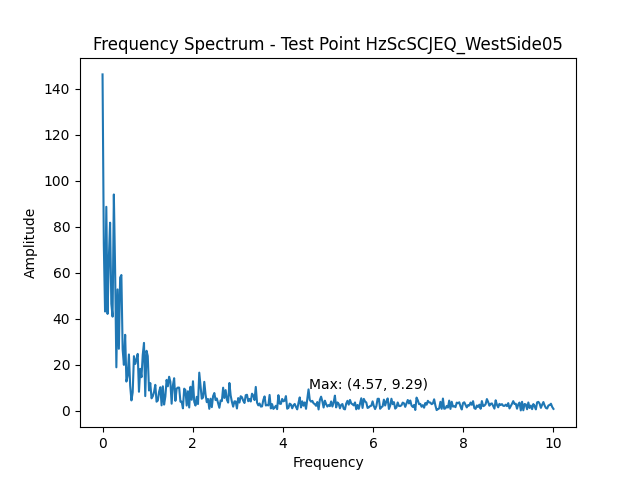 Frequency Spectrum - Test Point HzScSCJEQ_WestSide05
140
120
100
80
60
40
20
0
Amplitude
Max: (4.57, 9.29)
0 2 4 6 8 10
Frequency